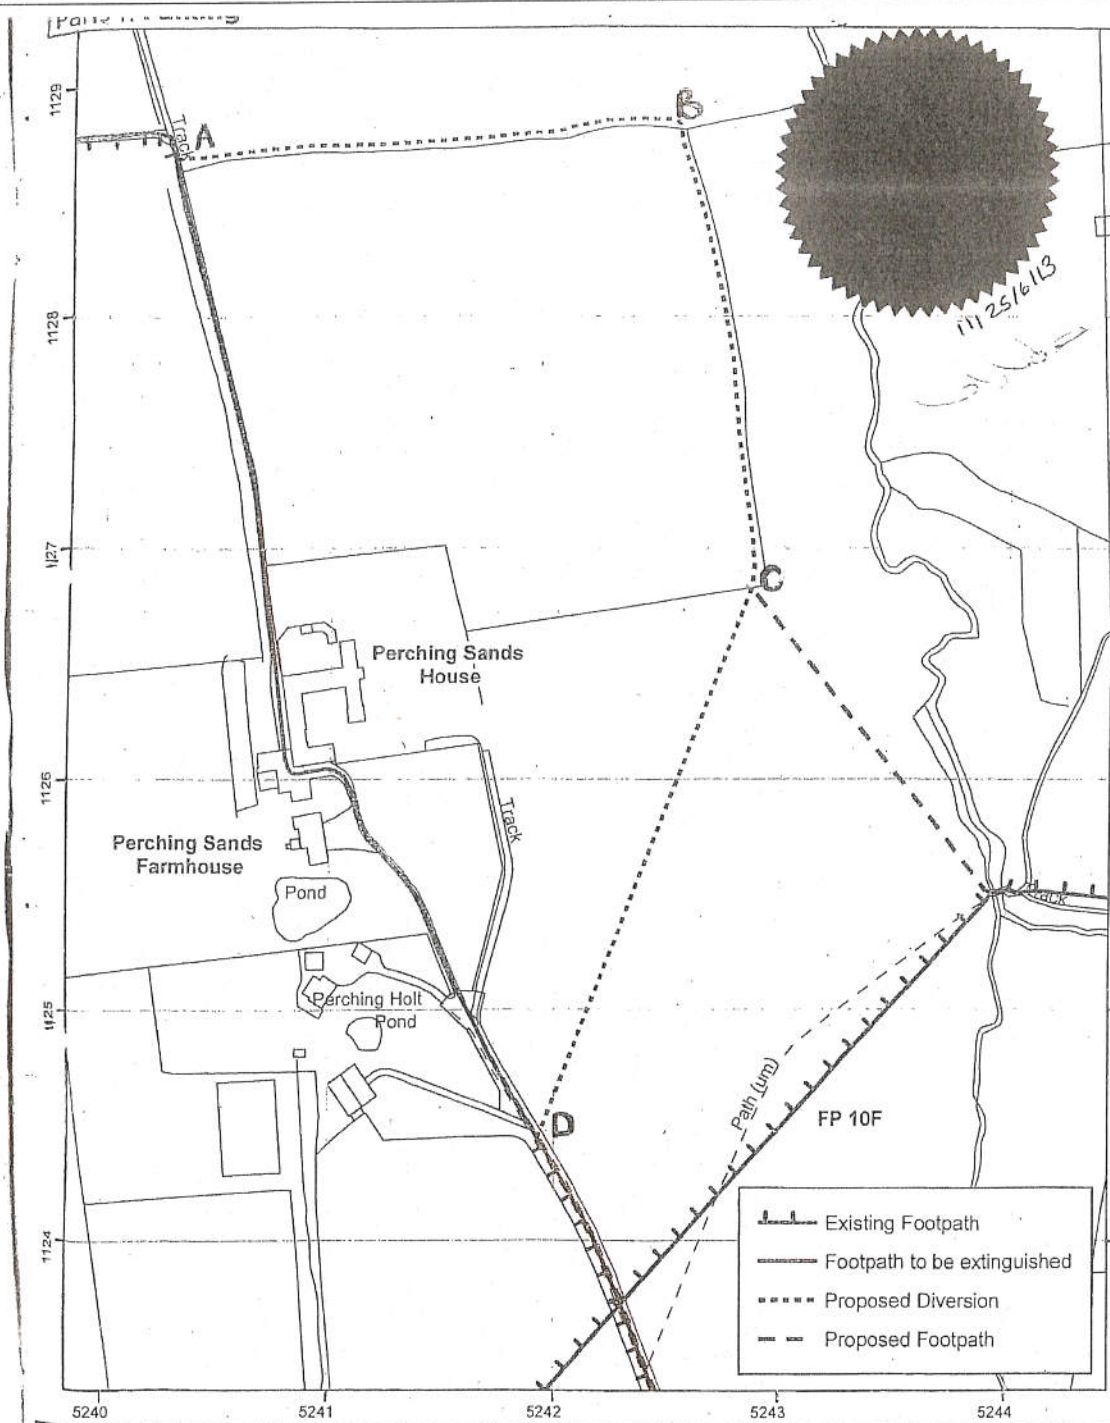 1129
Track
A
B
1128
25/6/13
1127
C
Perching Sands
House
1126
Track
Perching Sands
Farmhouse
Pond
Perching Holt
1125
Pond
Path (um)
FP 10F
D
1124
Existing Footpath
Footpath to be extinguished
Proposed Diversion
Proposed Footpath
5240
5241
5242
5243
5244